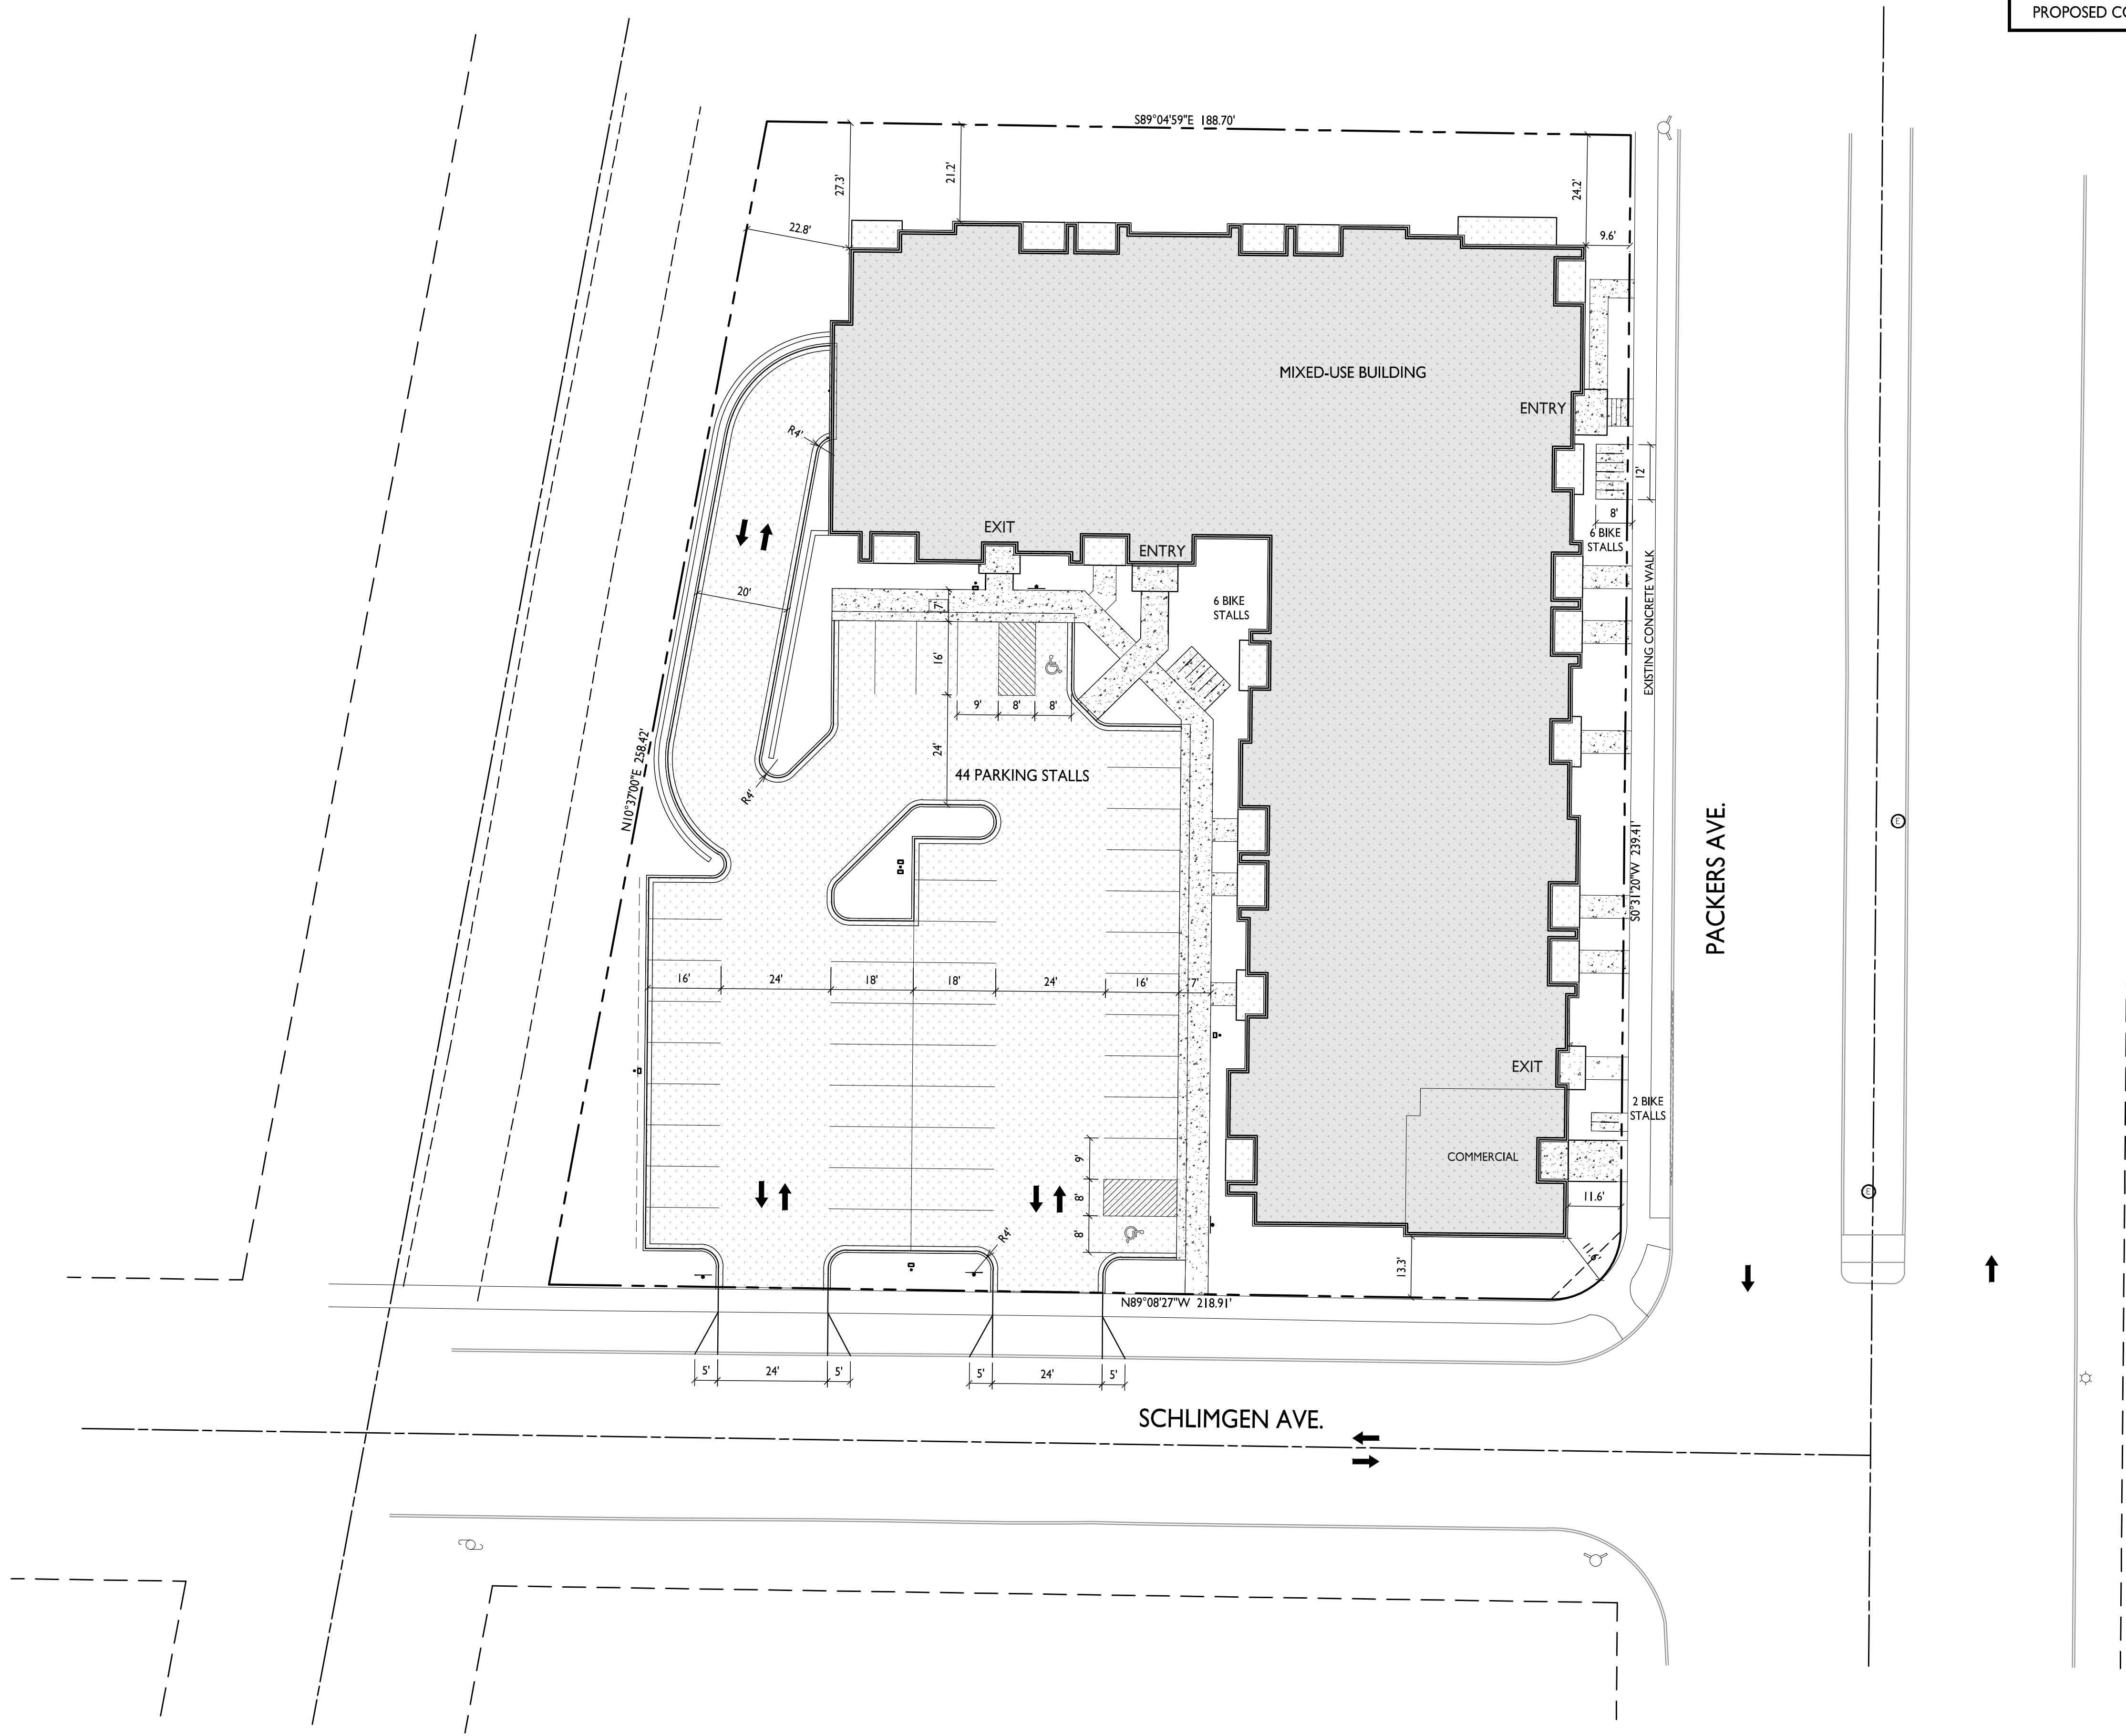 PROPOSED CO
S89°04'59"E 188.70'
27.3'
21.2'
24.2'
22.8'
9.6'
MIXED-USE BUILDING
ENTRY
R4'
12'
8'
6 BIKE
STALLS
EXIT
ENTRY
20'
7'
6 BIKE
STALLS
EXISTING CONCRETE WALK
16'
9'
8'
8'
24'
44 PARKING STALLS
R4'
N10°37'00"E 258.42'
PACKERS AVE.
E
S0°31'20"W 239.41'
16'
24'
18'
18'
24'
16'
7'
EXIT
2 BIKE
STALLS
9'
COMMERCIAL
8'
11.6'
E
8'
R4'
11.6'
13.3'
N89°08'27"W 218.91'
5'
24'
5'
5'
24'
5'
SCHLIMGEN AVE.